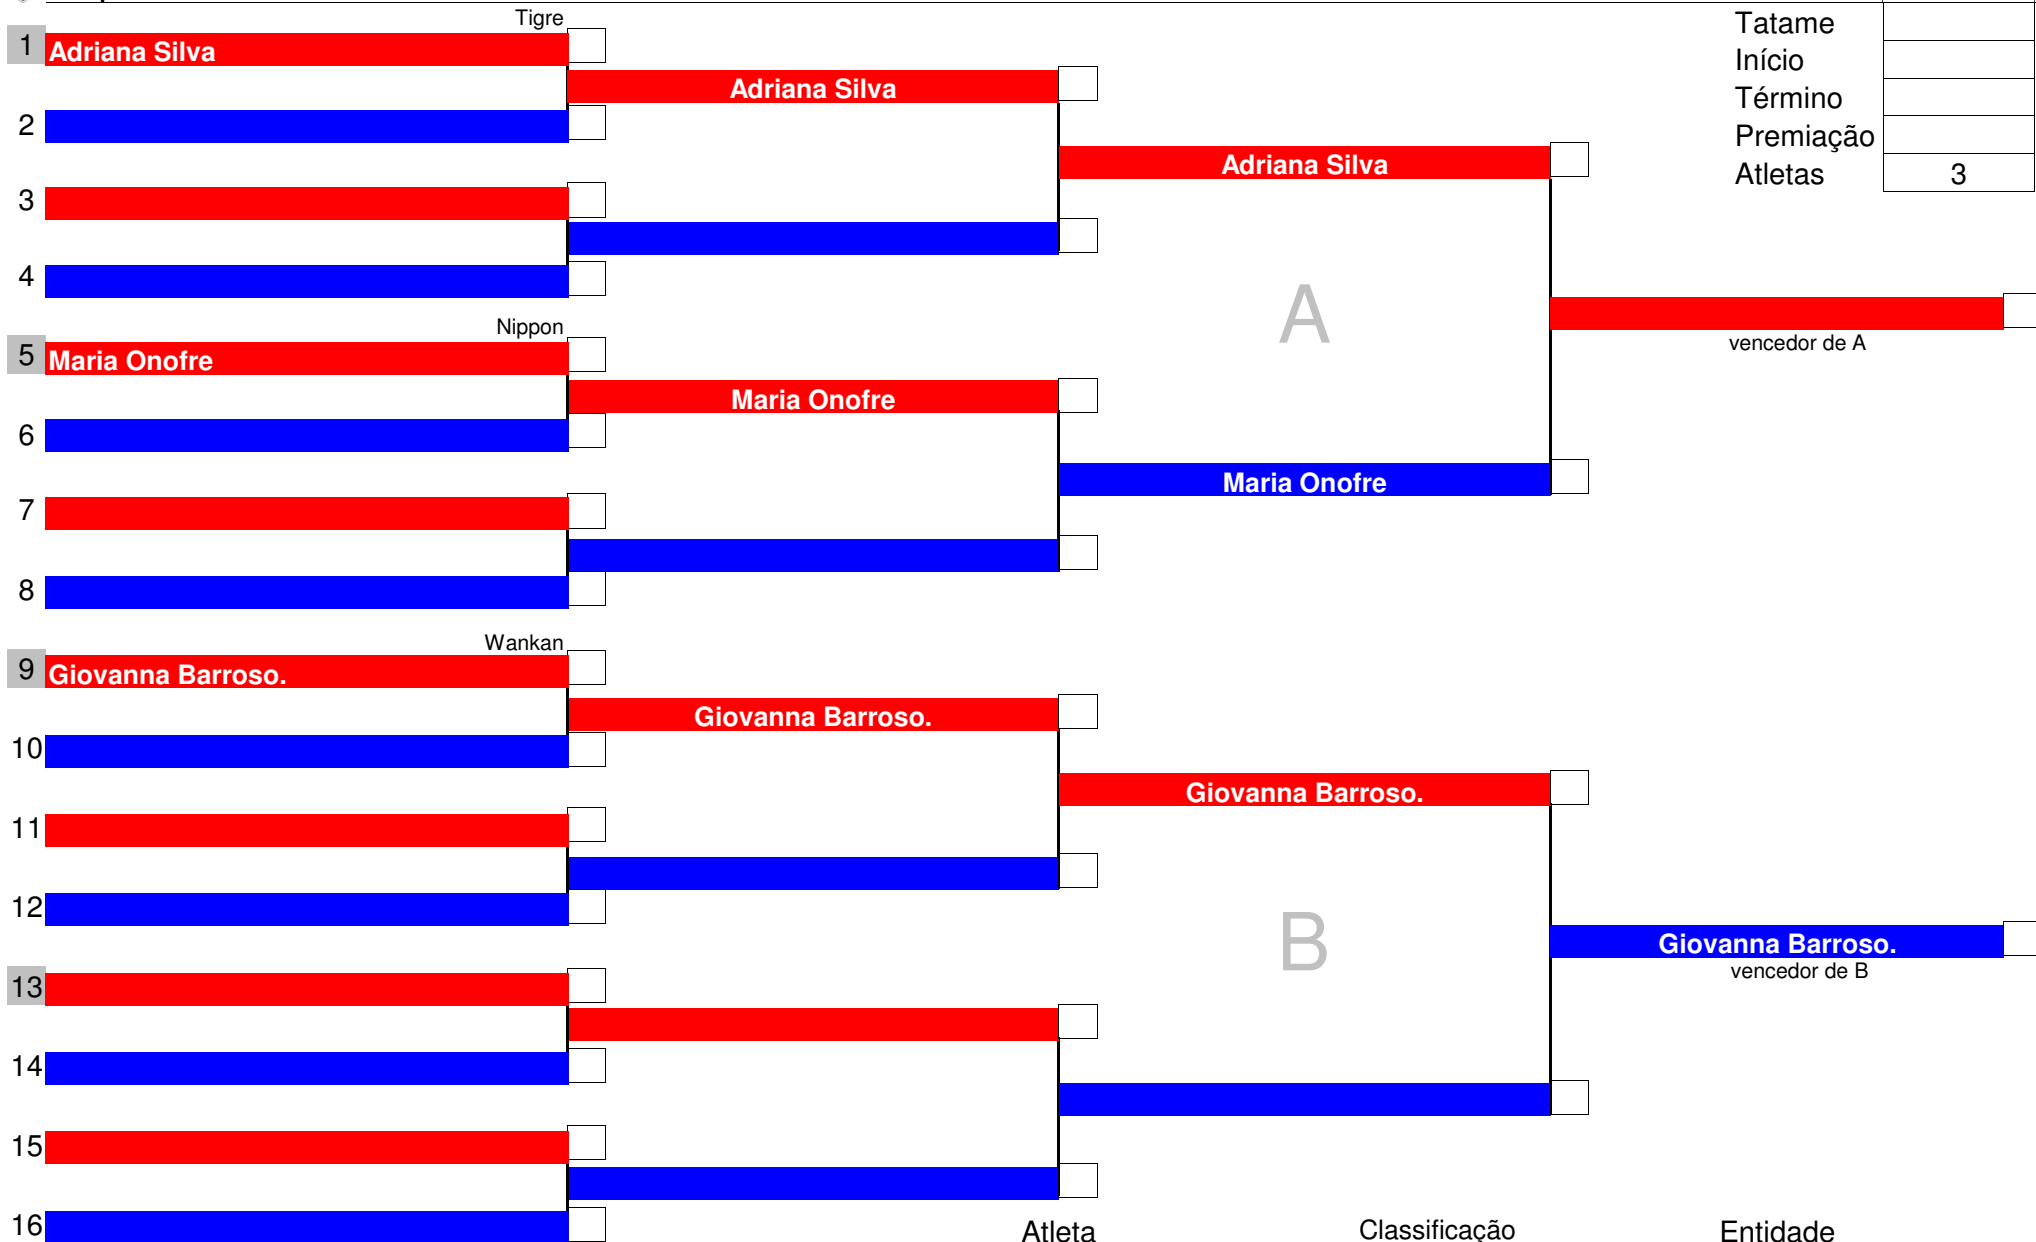 Tigre
Tatame
1 Adriana Silva
Início
Adriana Silva
Término
2
Premiação
Adriana Silva
Atletas 3
3
4
A
Nippon
vencedor de A
5 Maria Onofre
Maria Onofre
6
Maria Onofre
7
8
Wankan
9 Giovanna Barroso.
Giovanna Barroso.
10
Giovanna Barroso.
11
12
B
Giovanna Barroso.
vencedor de B
13
14
15
16
Atleta Classificação Entidade